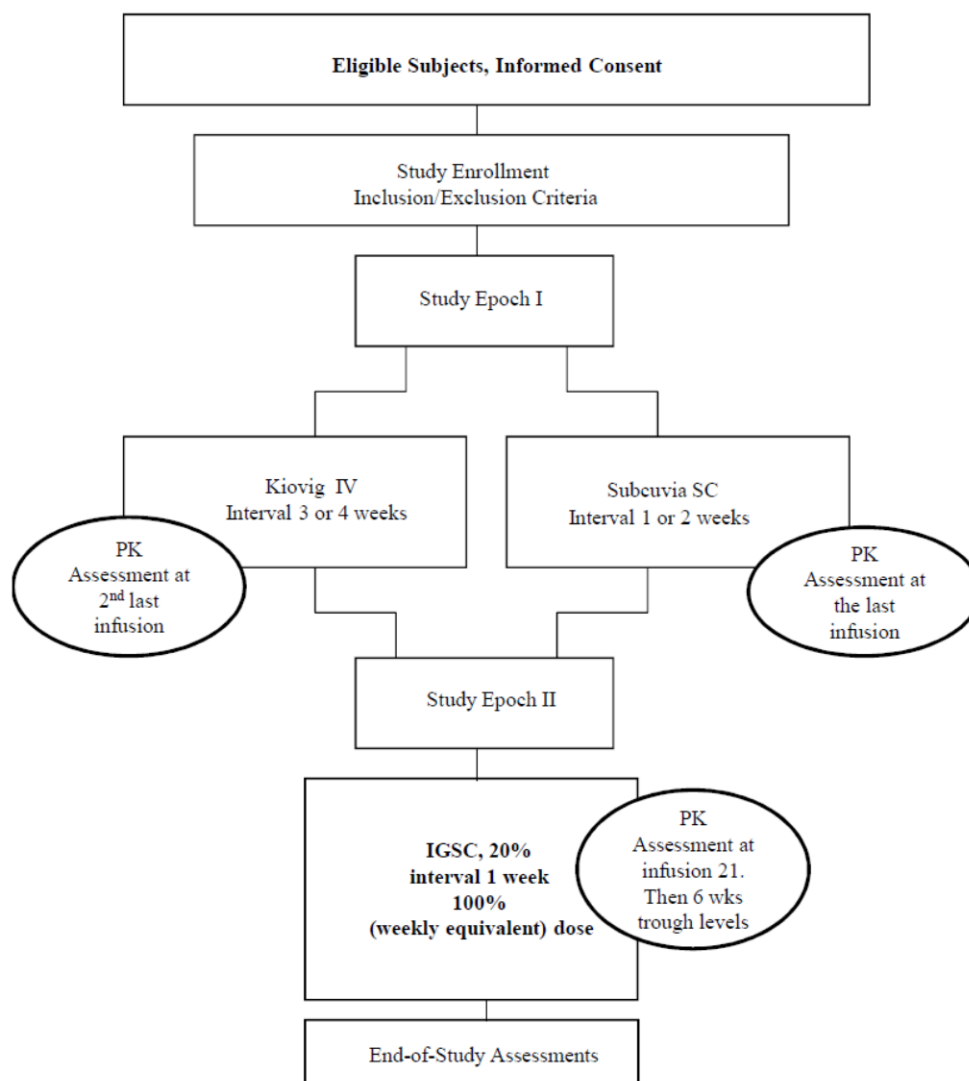 Eligible Subjects, Informed Consent
Study Enrollment
Inclusion/Exclusion Criteria
Study Epoch I
Kiovig IV
Interval 3 or 4 weeks
Subcuvia SC
Interval 1 or 2 weeks
PK
Assessment at
2nd last
infusion
PK
Assessment at
the last
infusion
Study Epoch II
IGSC, 20%
interval 1 week
100%
(weekly equivalent) dose
PK
Assessment at
infusion 21.
Then 6 wks
trough levels
End-of-Study Assessments